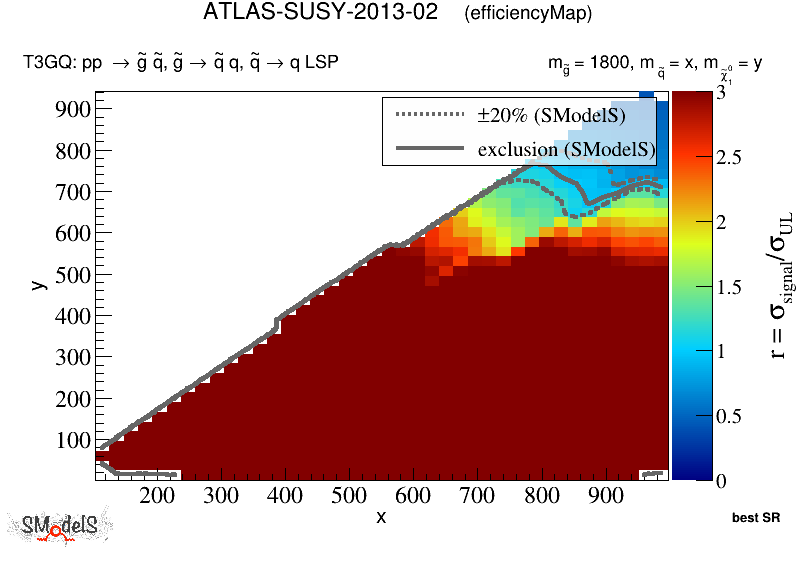 ATLAS-SUSY-2013-02 (efficiencyMap)
T3GQ: pp → g̃ q̃, g̃ → q̃ q, q̃ → q LSP
m_g̃ = 1800, m_q̃ = x, m_χ̃₁⁰ = y
±20% (SModelS)
exclusion (SModelS)
900
800
700
600
500
400
300
200
100
y
200 300 400 500 600 700 800 900
x
3
2.5
2
1.5
1
0.5
0
r = σ_signal/σ_UL
SModelS
best SR